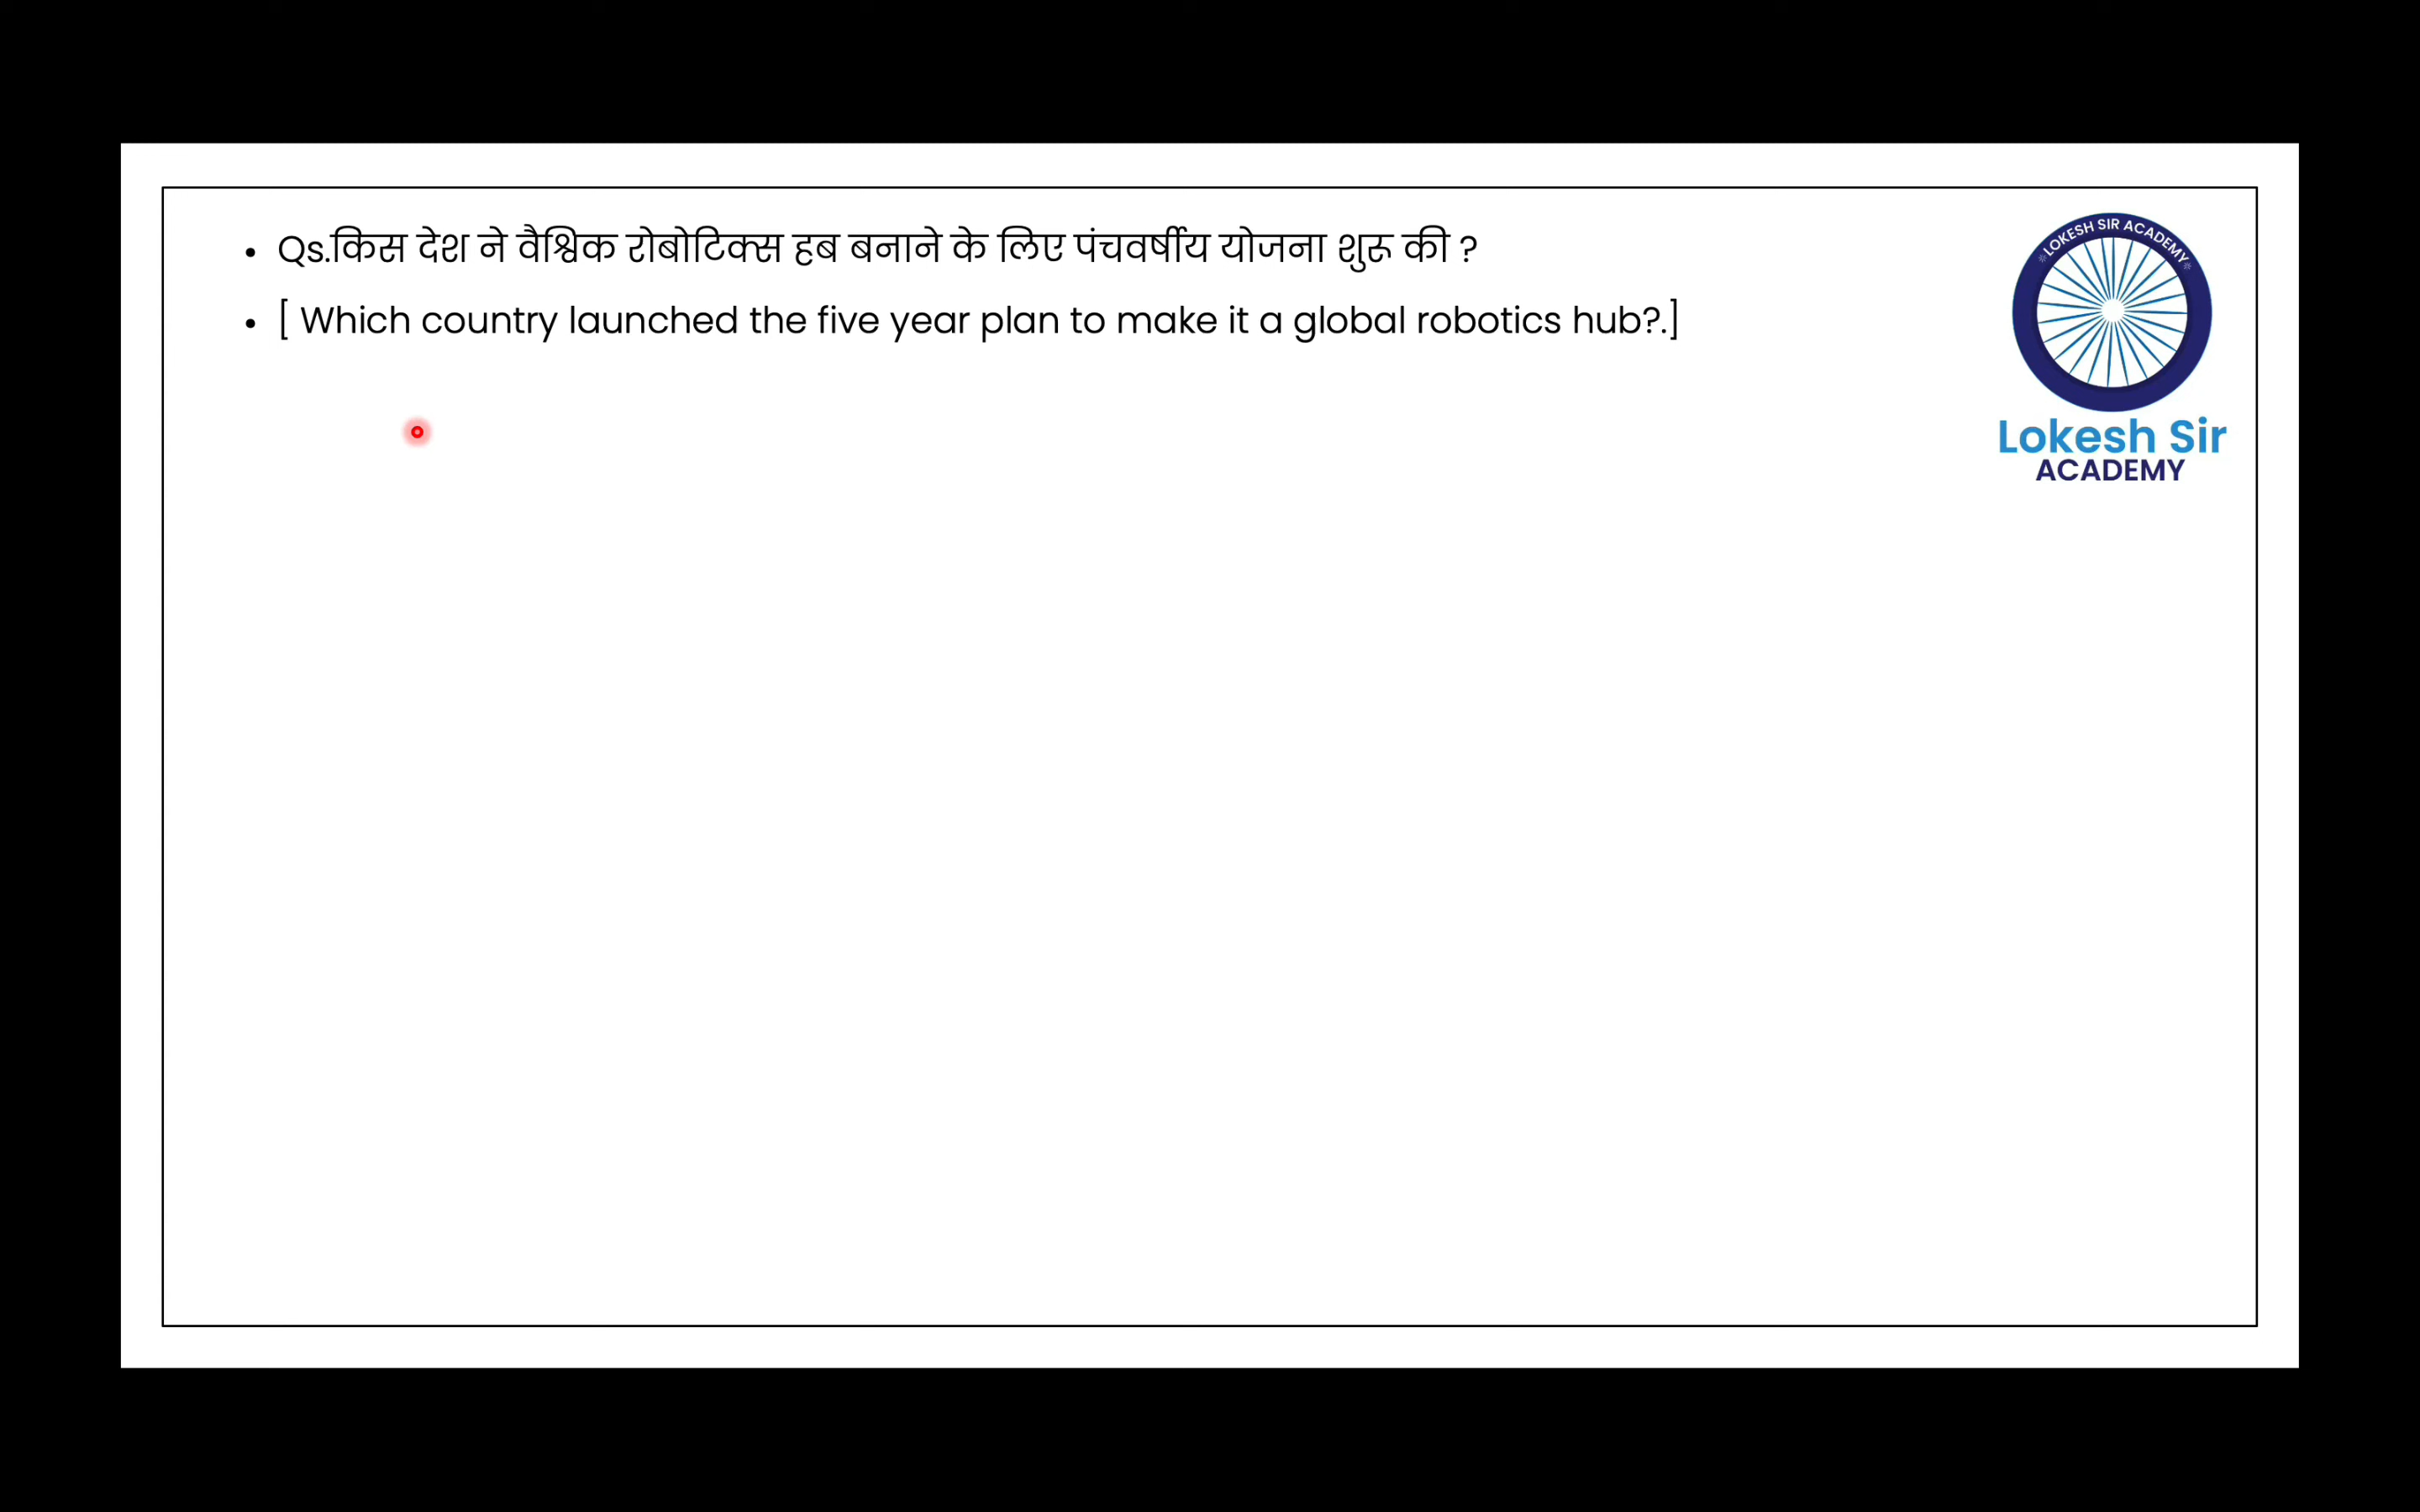 Qs.किस देश ने वैश्विक रोबोटिक्स हब बनाने के लिए पंचवर्षीय योजना शुरू की ?
[ Which country launched the five year plan to make it a global robotics hub?.]
LOKESH SIR ACADEMY
Lokesh Sir
ACADEMY